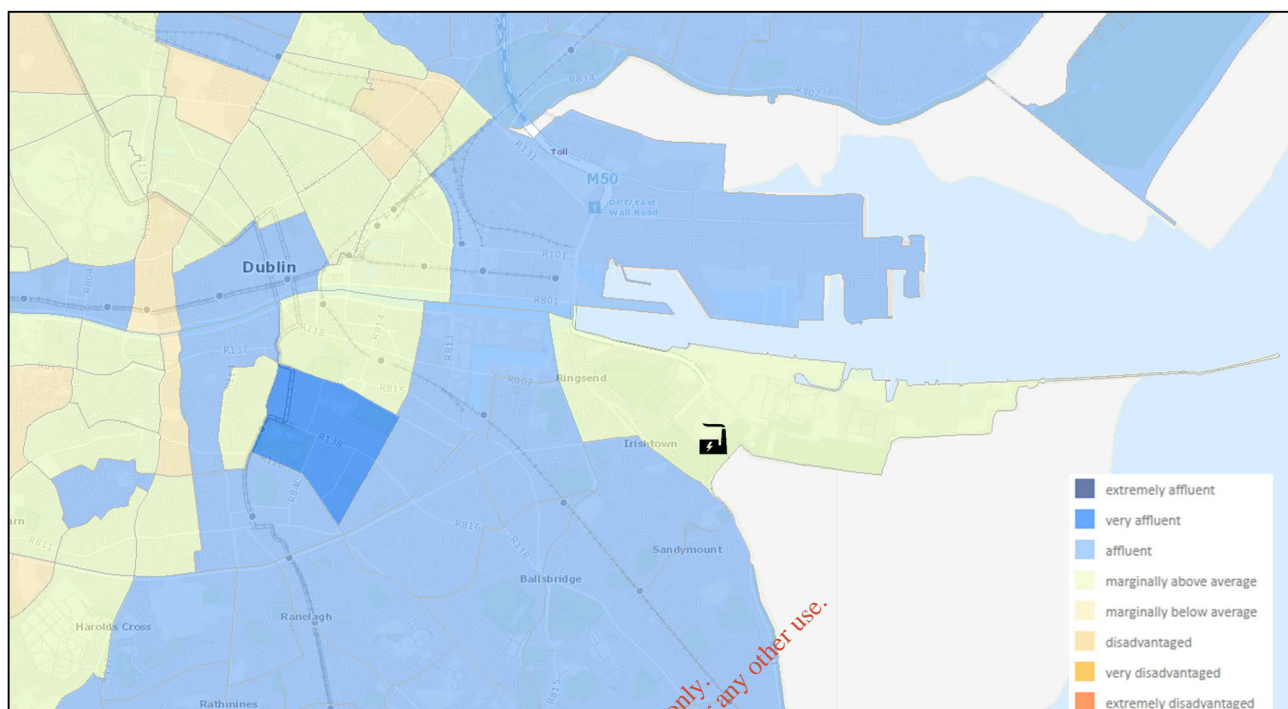 R834
R807
R131
Toll
M50
DPT/East
Wall Road
R101
Dublin
R804
R801
R118
R814
R813
R137
R802
R815
Ringsend
R138
Irishtown
R816
R811
R118
Sandymount
Ballsbridge
Ranelagh
Harolds Cross
Rathmines
R815
extremely affluent
very affluent
affluent
marginally above average
marginally below average
disadvantaged
very disadvantaged
extremely disadvantaged
only.
any other use.